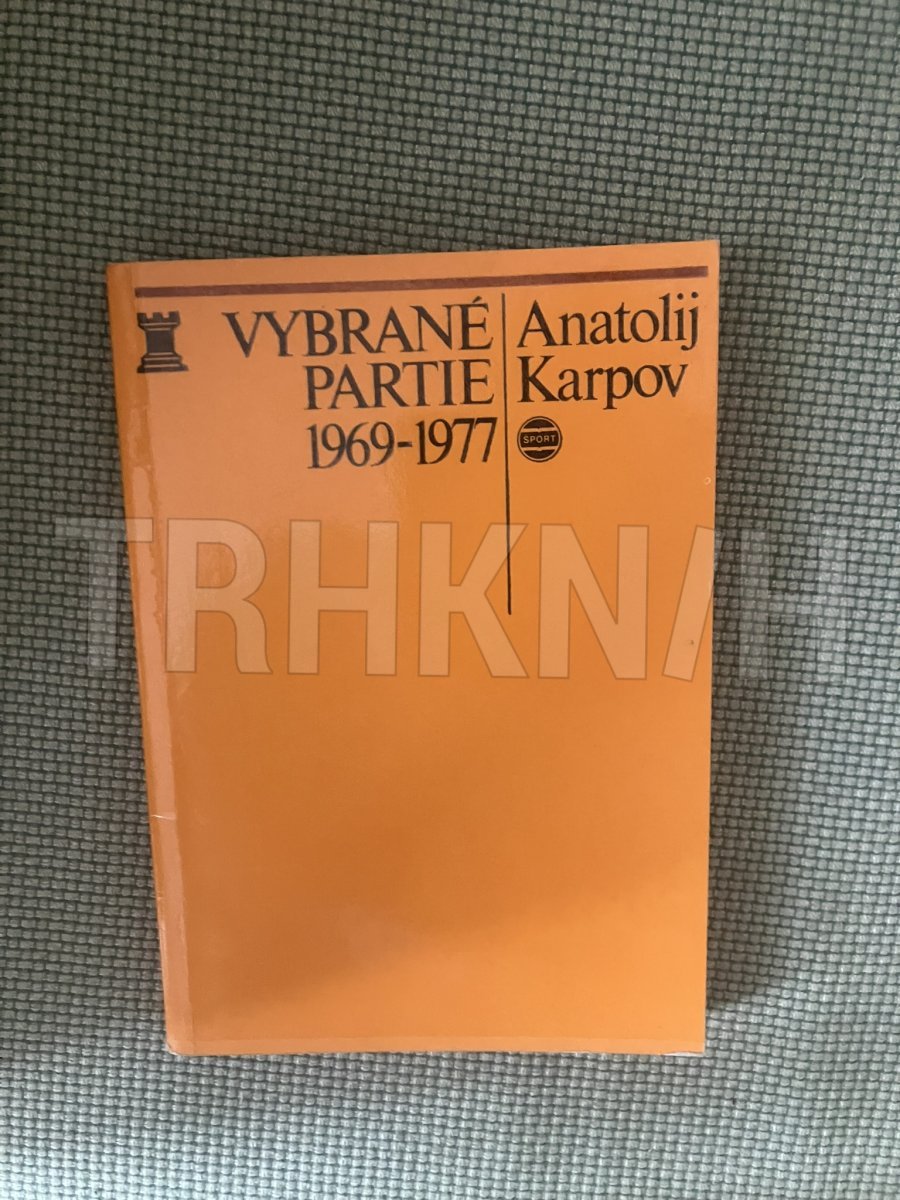 VYBRANÉ
PARTIE
1969-1977
Anatolij
Karpov
SPORT
TRHKNIH